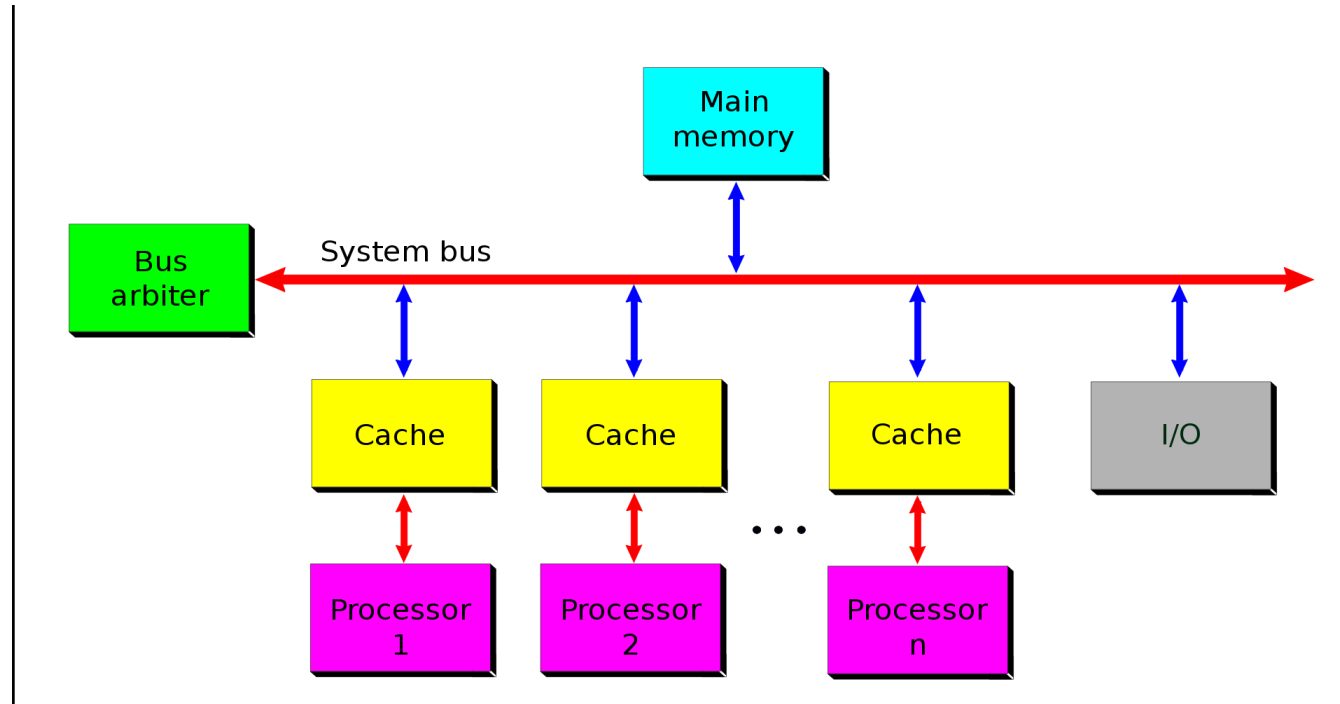 Main
memory
System bus
Bus
arbiter
Cache
Cache
Cache
I/O
...
Processor
1
Processor
2
Processor
n